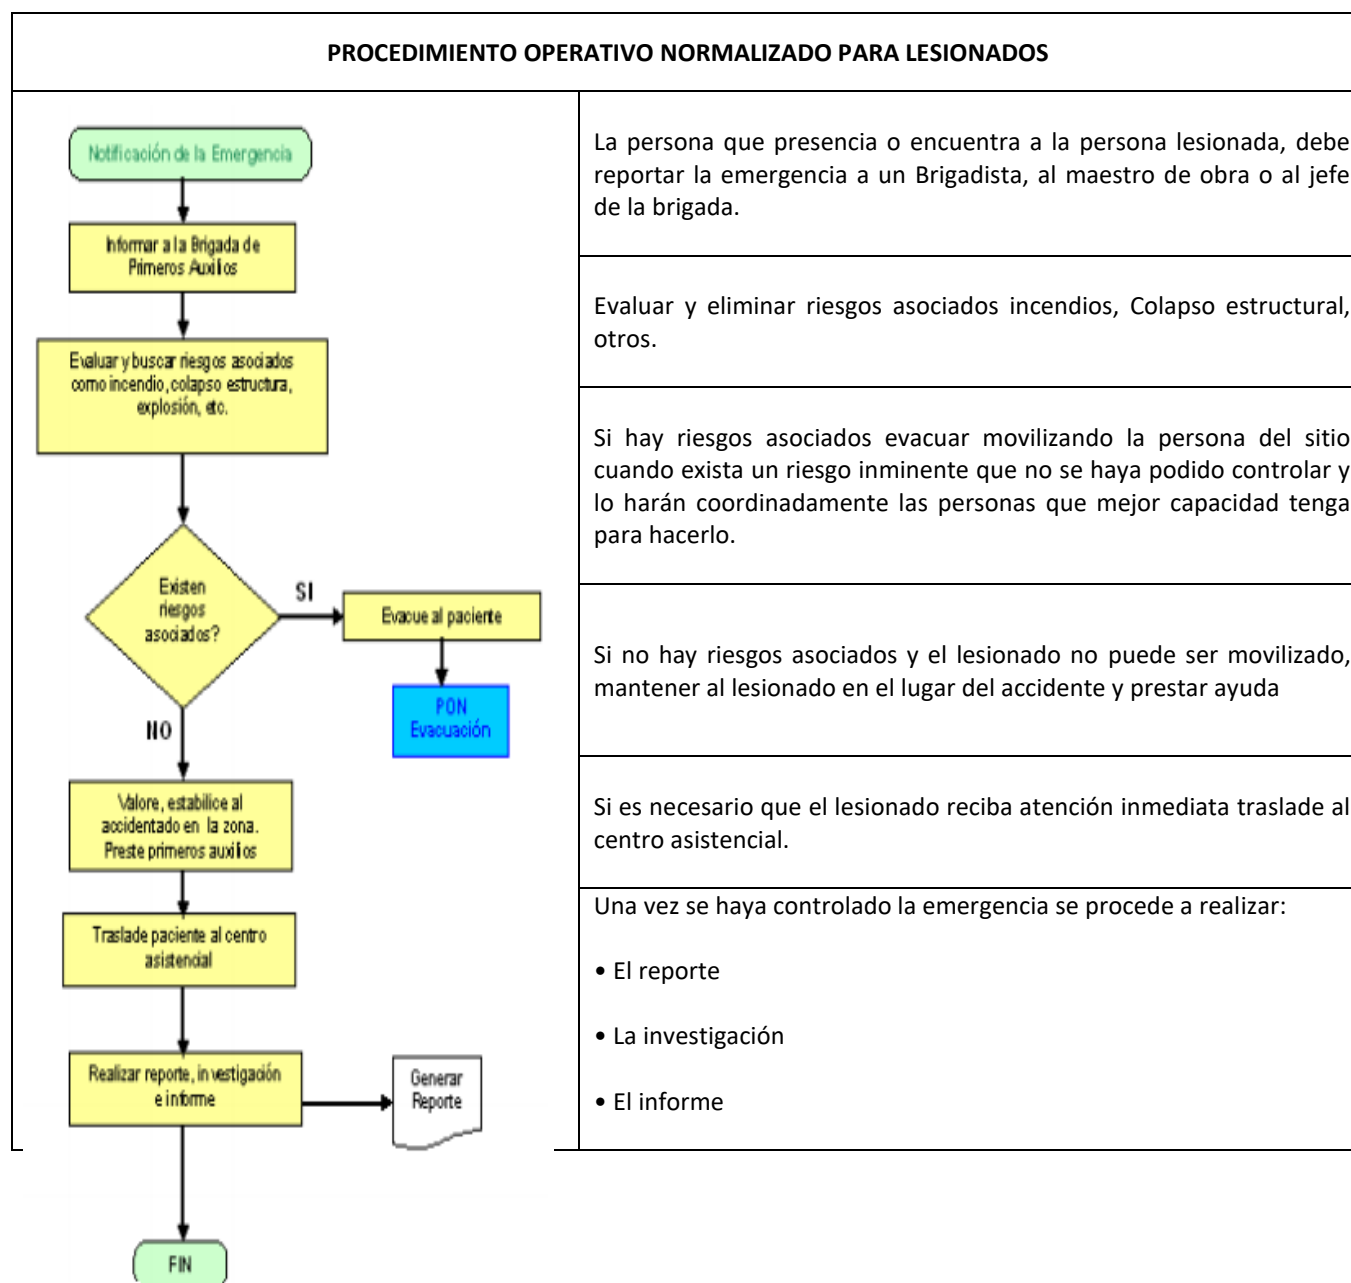 PROCEDIMIENTO OPERATIVO NORMALIZADO PARA LESIONADOS
Notificación de la Emergencia
Informar a la Brigada de
Primeros Auxilios
Evaluar y buscar riesgos asociados
como incendio, colapso estructura,
explosión, etc.
Existen
riesgos
asociados?
SI
Evacue al paciente
PON
Evacuación
NO
Valore, estabilice al
accidentado en la zona.
Preste primeros auxilios
Traslade paciente al centro
asistencial
Realizar reporte, investigación
e informe
Generar
Reporte
FIN
La persona que presencia o encuentra a la persona lesionada, debe
reportar la emergencia a un Brigadista, al maestro de obra o al jefe
de la brigada.
Evaluar y eliminar riesgos asociados incendios, Colapso estructural,
otros.
Si hay riesgos asociados evacuar movilizando la persona del sitio
cuando exista un riesgo inminente que no se haya podido controlar y
lo harán coordinadamente las personas que mejor capacidad tenga
para hacerlo.
Si no hay riesgos asociados y el lesionado no puede ser movilizado,
mantener al lesionado en el lugar del accidente y prestar ayuda
Si es necesario que el lesionado reciba atención inmediata traslade al
centro asistencial.
Una vez se haya controlado la emergencia se procede a realizar:
• El reporte
• La investigación
• El informe